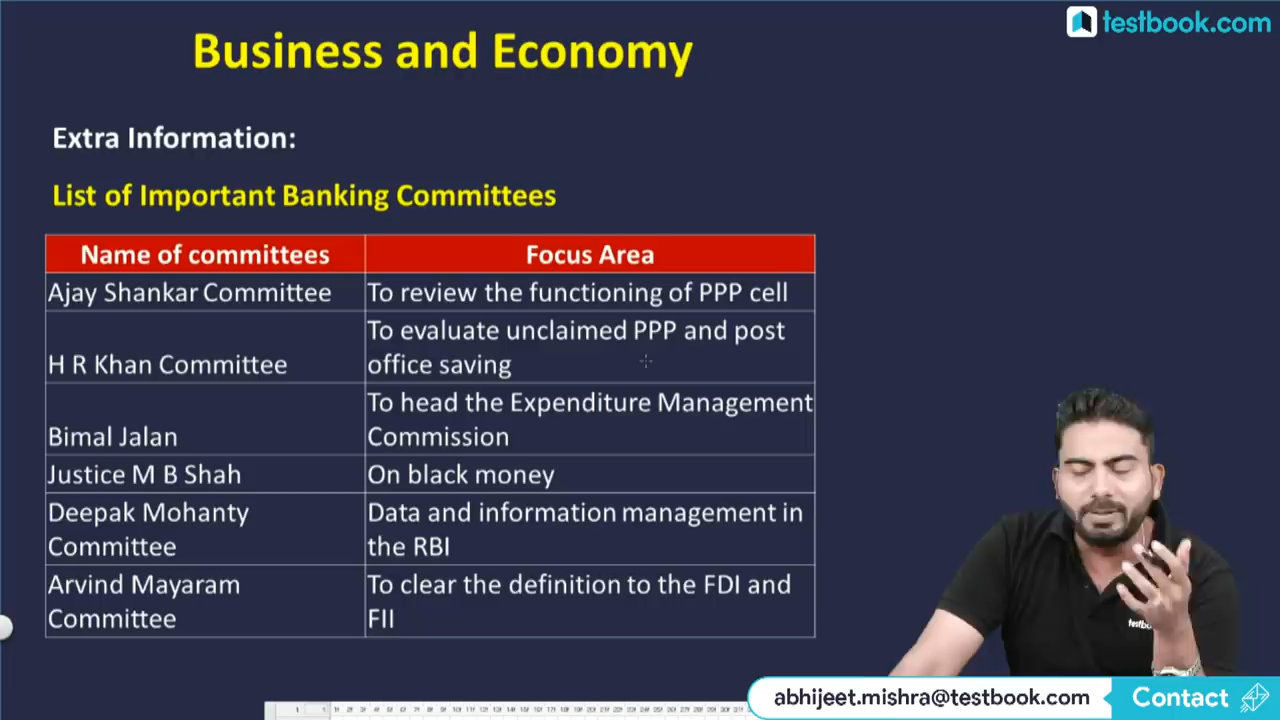 testbook.com
Business and Economy
Extra Information:
List of Important Banking Committees
Name of committees
Focus Area
Ajay Shankar Committee
To review the functioning of PPP cell
H R Khan Committee
To evaluate unclaimed PPP and post
office saving
Bimal Jalan
To head the Expenditure Management
Commission
Justice M B Shah
On black money
Deepak Mohanty
Committee
Data and information management in
the RBI
Arvind Mayaram
Committee
To clear the definition to the FDI and
FII
abhijeet.mishra@testbook.com
Contact